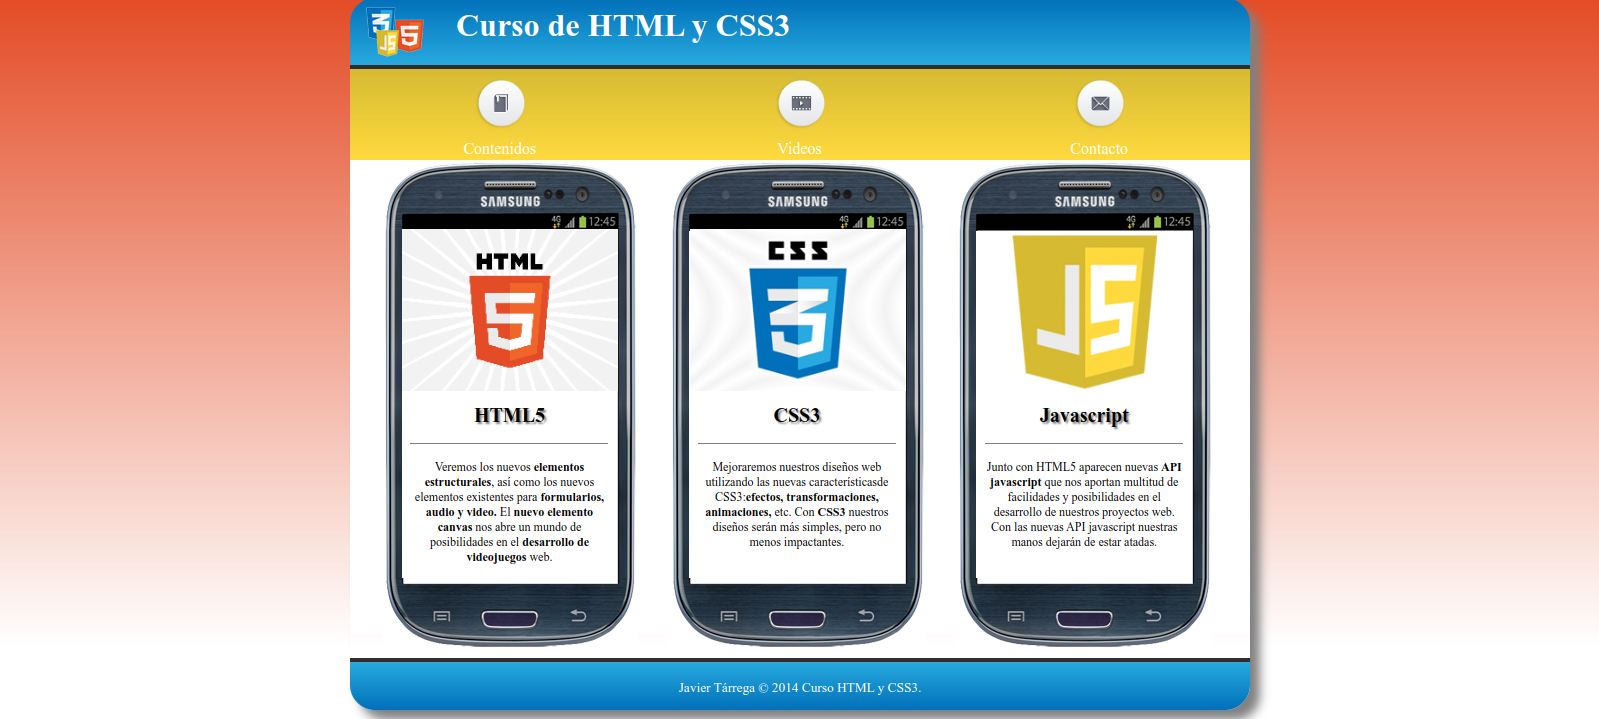 Curso de HTML y CSS3
Contenidos
Videos
Contacto
SAMSUNG
4G 12:45
HTML
5
HTML5
Veremos los nuevos elementos
estructurales, así como los nuevos
elementos existentes para formularios,
audio y video. El nuevo elemento
canvas nos abre un mundo de
posibilidades en el desarrollo de
videojuegos web.
SAMSUNG
4G 12:45
CSS
3
CSS3
Mejoraremos nuestros diseños web
utilizando las nuevas característicasde
CSS3:efectos, transformaciones,
animaciones, etc. Con CSS3 nuestros
diseños serán más simples, pero no
menos impactantes.
SAMSUNG
4G 12:45
JS
Javascript
Junto con HTML5 aparecen nuevas API
javascript que nos aportan multitud de
facilidades y posibilidades en el
desarrollo de nuestros proyectos web.
Con las nuevas API javascript nuestras
manos dejarán de estar atadas.
Javier Tárrega © 2014 Curso HTML y CSS3.